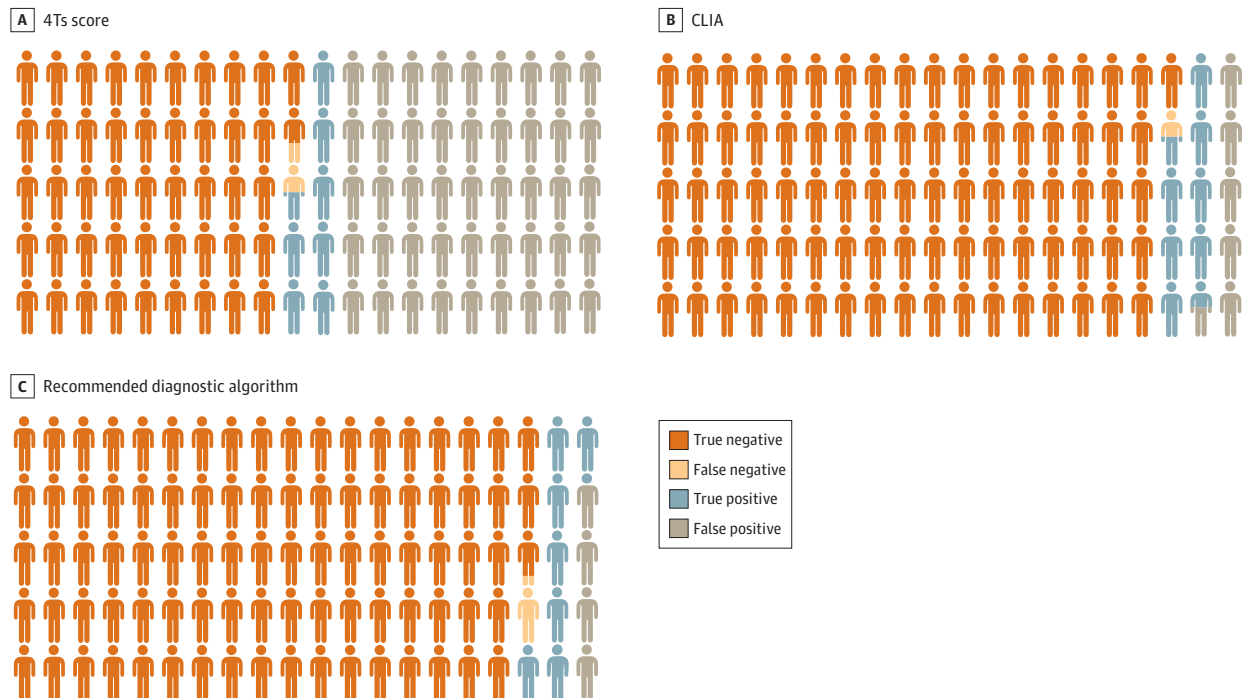 A 4Ts score
B CLIA
C Recommended diagnostic algorithm
True negative
False negative
True positive
False positive